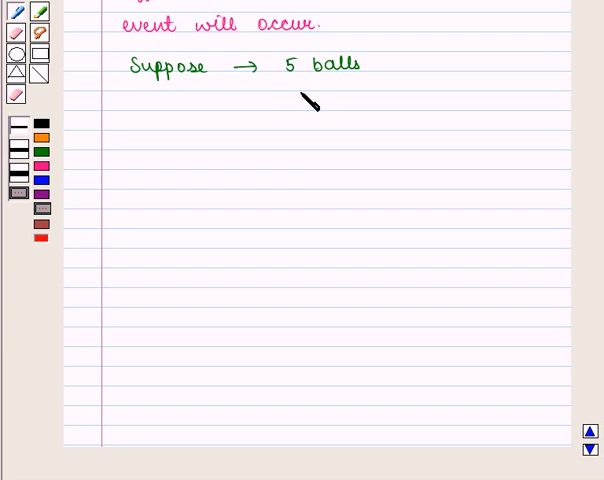 event will occur.
Suppose → 5 balls